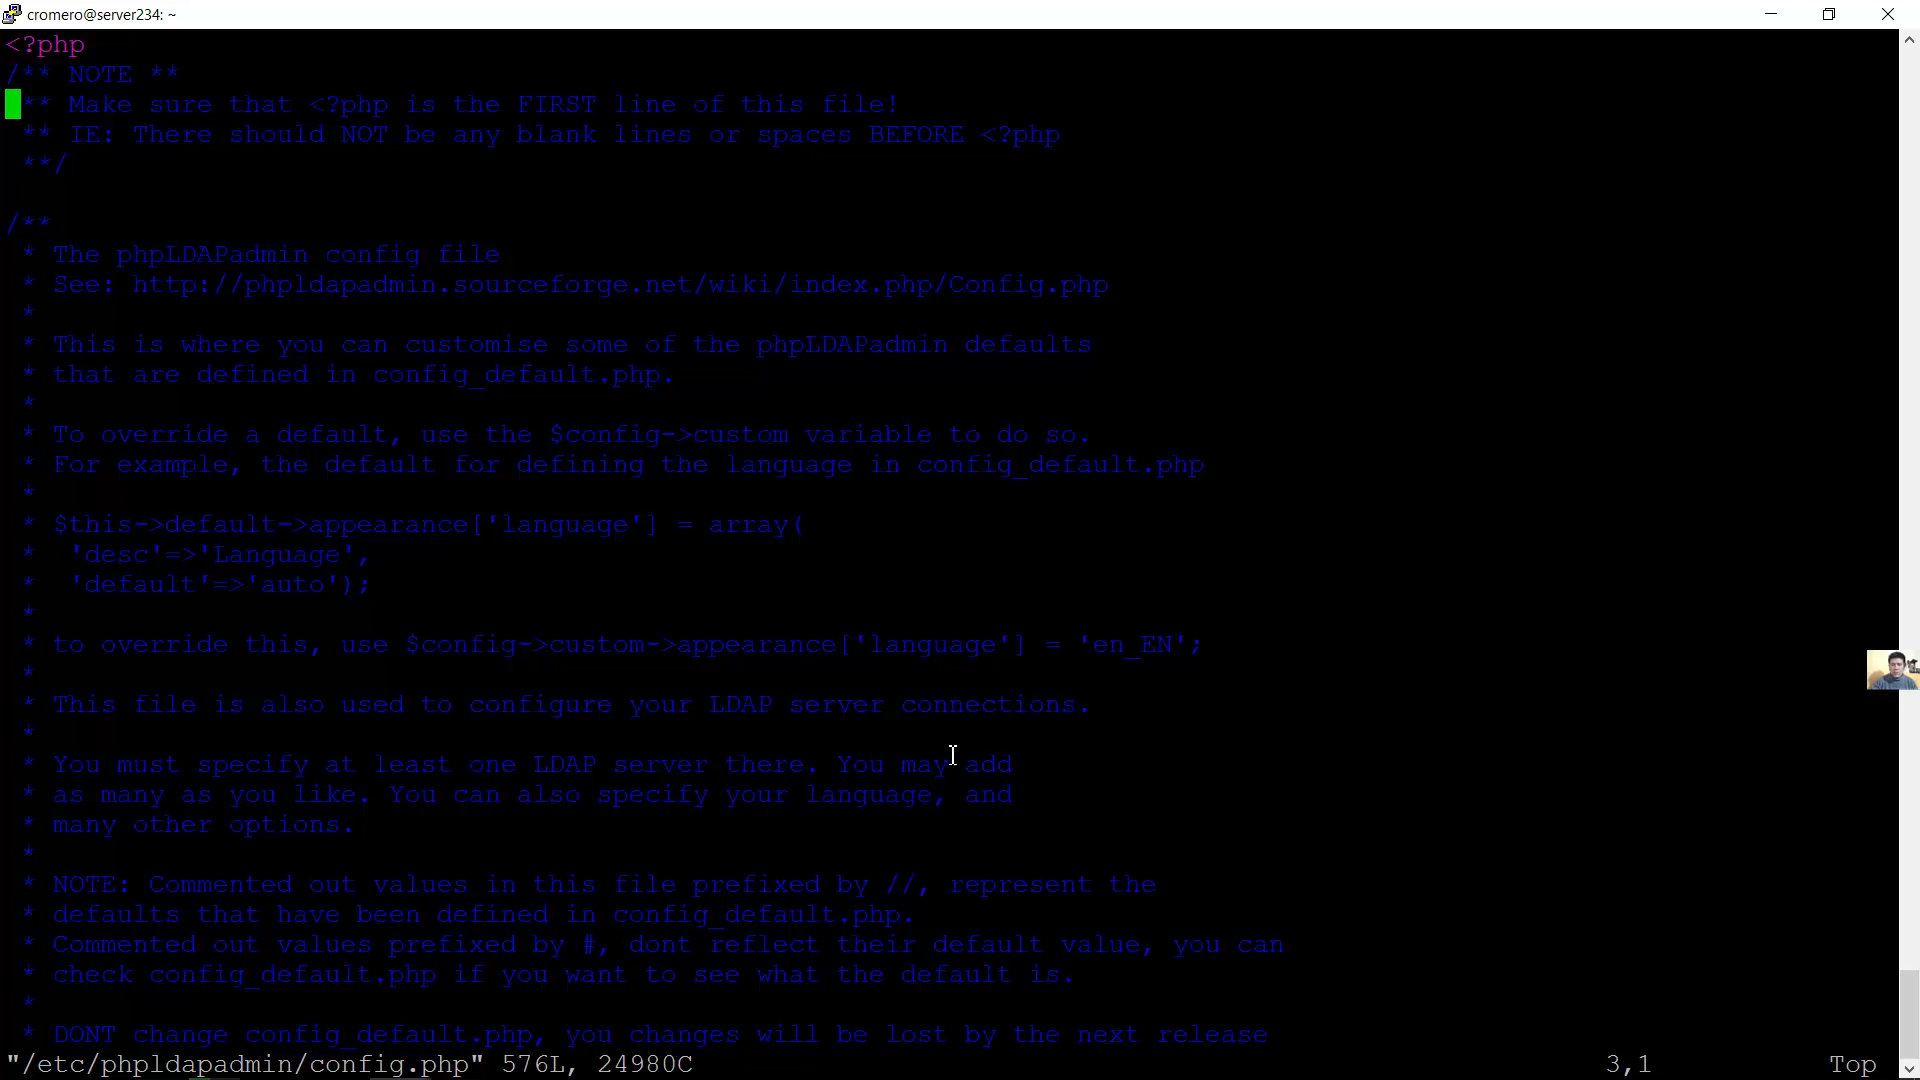 cromero@server234: ~
<?php
/** NOTE **
** Make sure that <?php is the FIRST line of this file!
** IE: There should NOT be any blank lines or spaces BEFORE <?php
**/
/**
* The phpLDAPadmin config file
* See: http://phpldapadmin.sourceforge.net/wiki/index.php/Config.php
*
* This is where you can customise some of the phpLDAPadmin defaults
* that are defined in config_default.php.
*
* To override a default, use the $config->custom variable to do so.
* For example, the default for defining the language in config_default.php
*
* $this->default->appearance['language'] = array(
*  'desc'=>'Language',
*  'default'=>'auto');
*
* to override this, use $config->custom->appearance['language'] = 'en_EN';
*
* This file is also used to configure your LDAP server connections.
*
* You must specify at least one LDAP server there. You may add
* as many as you like. You can also specify your language, and
* many other options.
*
* NOTE: Commented out values in this file prefixed by //, represent the
* defaults that have been defined in config_default.php.
* Commented out values prefixed by #, dont reflect their default value, you can
* check config_default.php if you want to see what the default is.
*
* DONT change config_default.php, you changes will be lost by the next release
"/etc/phpldapadmin/config.php" 576L, 24980C 3,1 Top